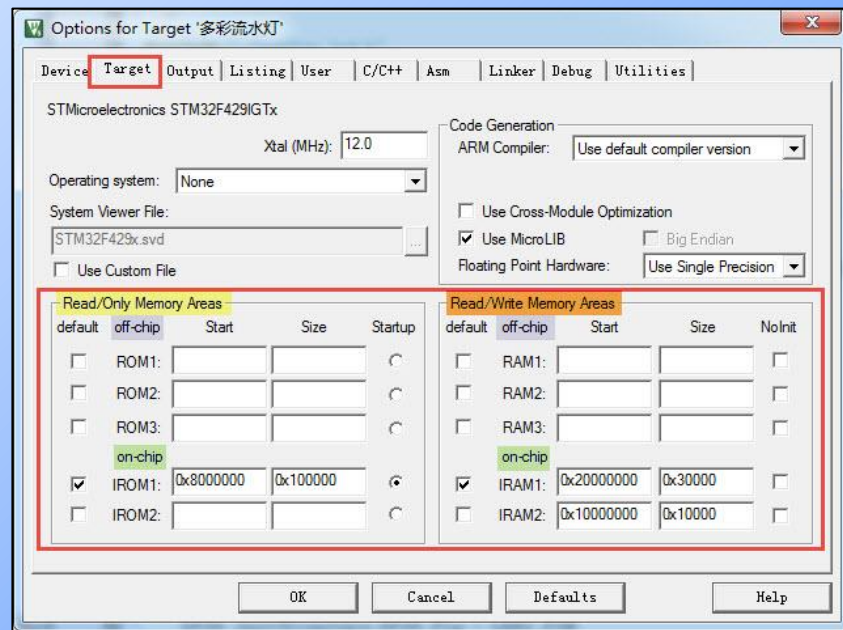 Options for Target '多彩流水灯'
Device Target Output Listing User C/C++ Asm Linker Debug Utilities
STMicroelectronics STM32F429IGTx
Xtal (MHz): 12.0
Operating system: None
System Viewer File:
STM32F429x.svd ...
Use Custom File
Code Generation
ARM Compiler: Use default compiler version
Use Cross-Module Optimization
Use MicroLIB Big Endian
Floating Point Hardware: Use Single Precision
Read/Only Memory Areas
default off-chip Start Size Startup
ROM1:
ROM2:
ROM3:
on-chip
IROM1: 0x8000000 0x100000
IROM2:
Read/Write Memory Areas
default off-chip Start Size NoInit
RAM1:
RAM2:
RAM3:
on-chip
IRAM1: 0x20000000 0x30000
IRAM2: 0x10000000 0x10000
OK Cancel Defaults Help